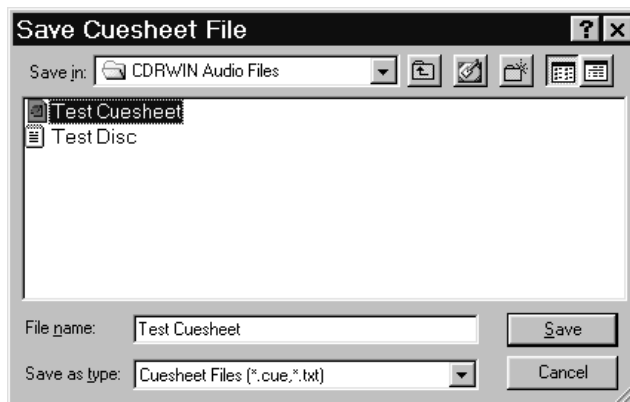 Save Cuesheet File
Save in: CDRWIN Audio Files
Test Cuesheet
Test Disc
File name: Test Cuesheet Save
Save as type: Cuesheet Files (*.cue,*.txt) Cancel